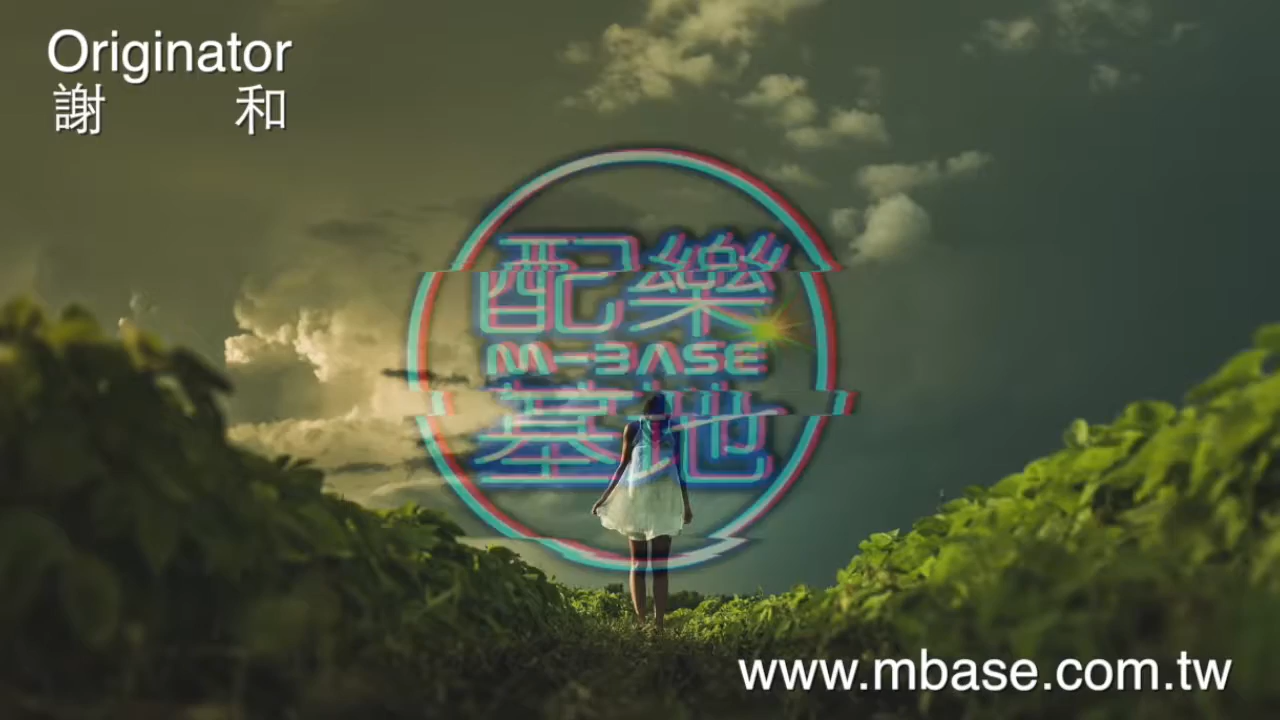 Originator
謝 和
配樂
M-BASE
基地
www.mbase.com.tw